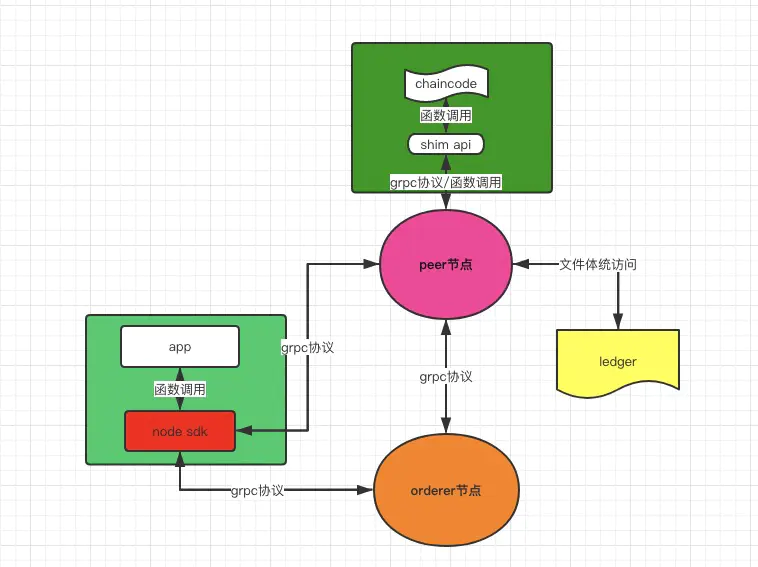 chaincode
函数调用
shim api
grpc协议/函数调用
peer节点
文件体统访问
ledger
app
函数调用
node sdk
grpc协议
grpc协议
grpc协议
orderer节点